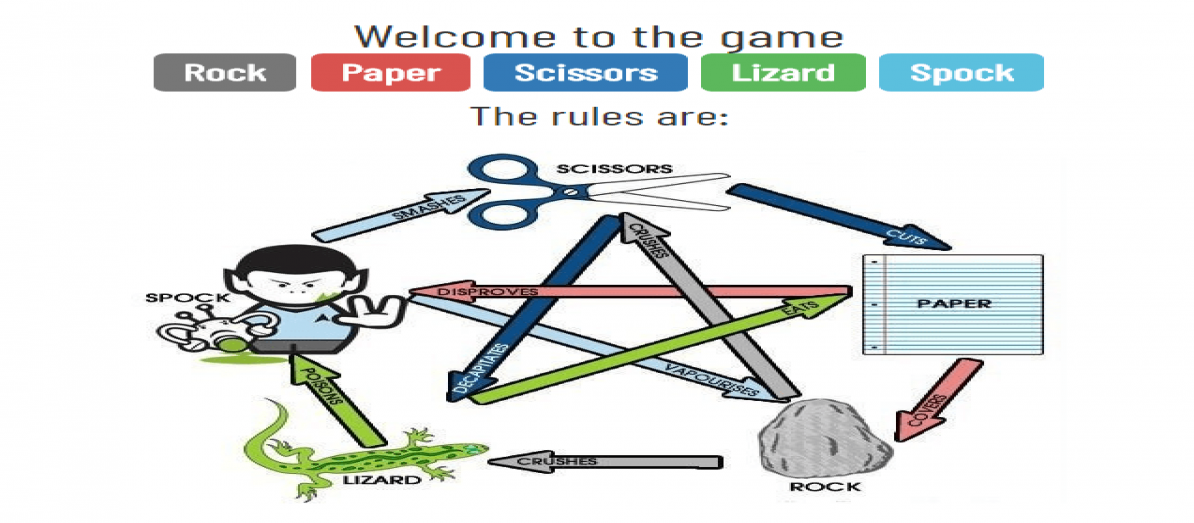 Welcome to the game
Rock Paper Scissors Lizard Spock
The rules are:
SCISSORS
SMASHES
CUTS
CRUSHES
SPOCK
DISPROVES
EATS
PAPER
DECAPITATES
VAPOURISES
POISONS
COVERS
CRUSHES
LIZARD
ROCK